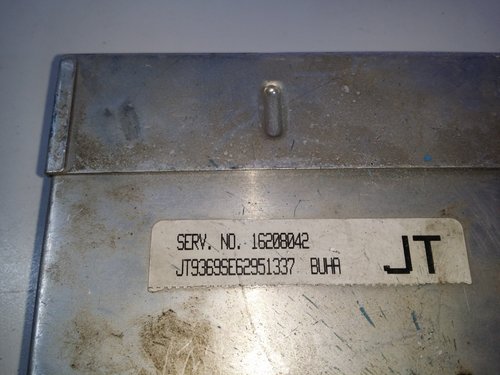 SERV. NO. 16208042
JT9369SE62951337 BUHA
JT